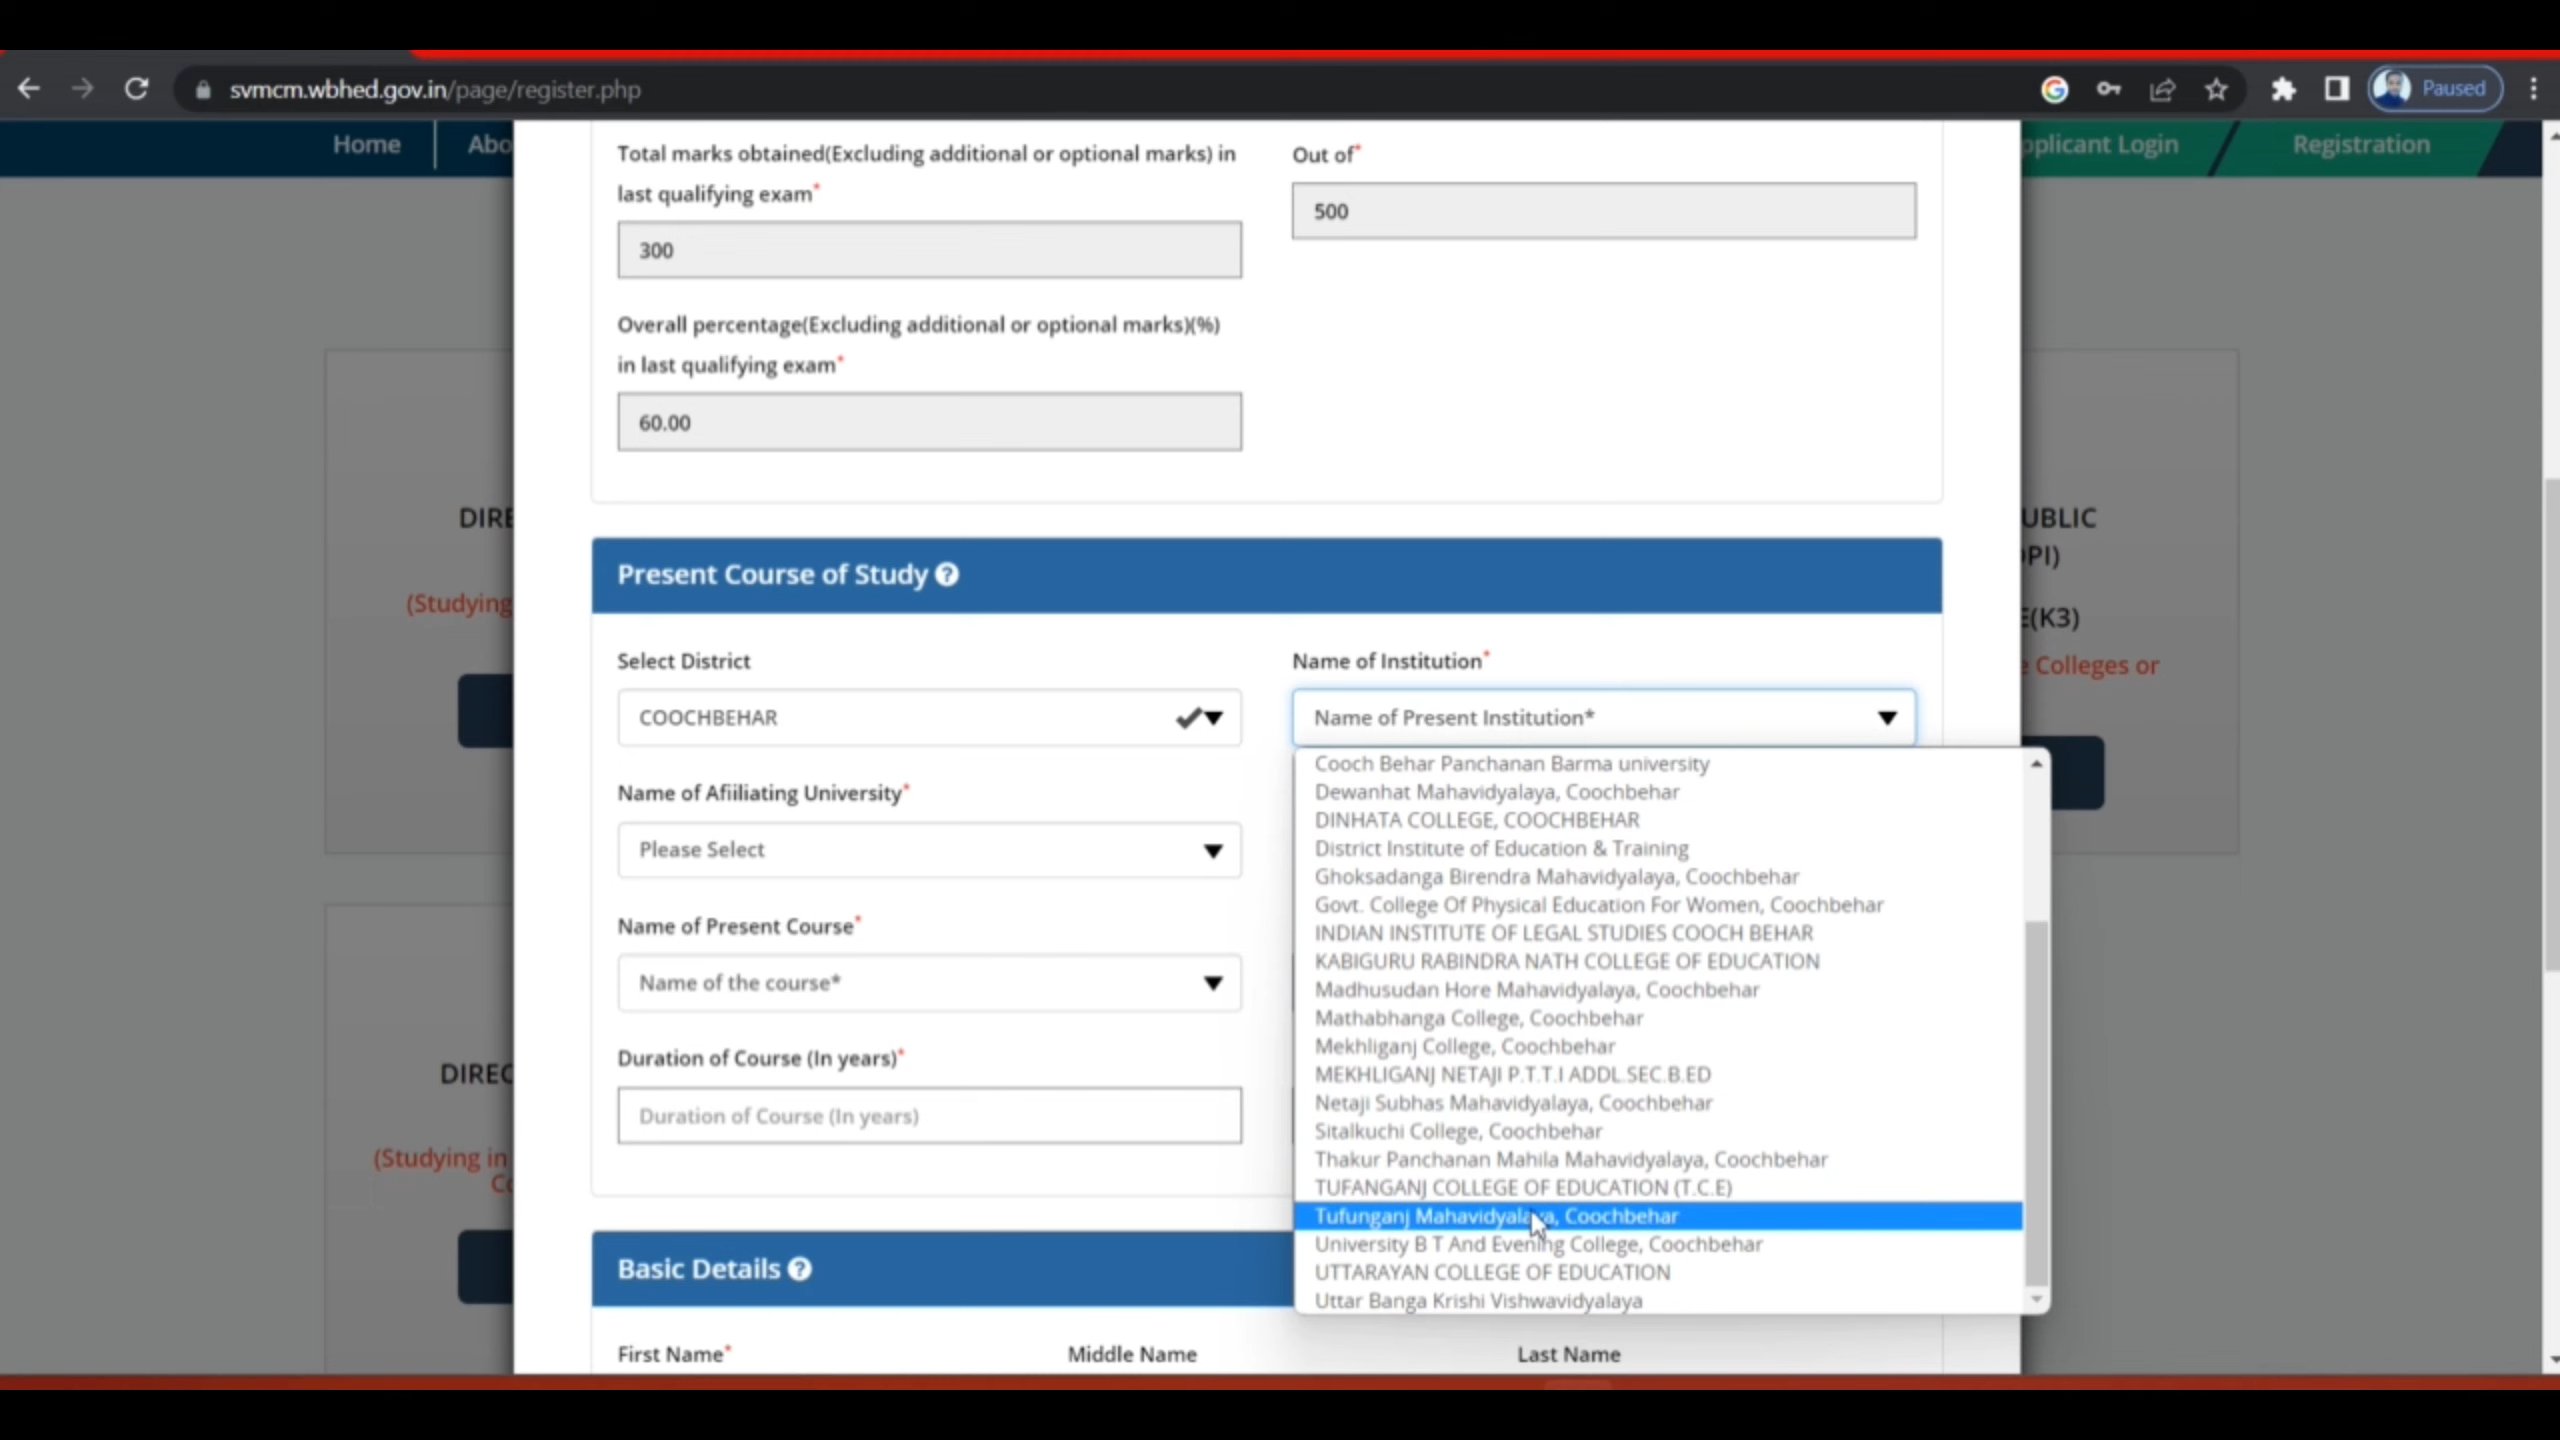 svmcm.wbhed.gov.in/page/register.php
Paused
Home
Abo
pplicant Login
Registration
Total marks obtained(Excluding additional or optional marks) in
last qualifying exam*
Out of*
300
500
Overall percentage(Excluding additional or optional marks)(%)
in last qualifying exam*
60.00
DIRE
UBLIC
PI)
(Studying
(K3)
Colleges or
Present Course of Study ?
Select District
Name of Institution*
COOCHBEHAR
Name of Present Institution*
Name of Afiiliating University*
Please Select
Name of Present Course*
Name of the course*
Duration of Course (In years)*
Duration of Course (In years)
Cooch Behar Panchanan Barma university
Dewanhat Mahavidyalaya, Coochbehar
DINHATA COLLEGE, COOCHBEHAR
District Institute of Education & Training
Ghoksadanga Birendra Mahavidyalaya, Coochbehar
Govt. College Of Physical Education For Women, Coochbehar
INDIAN INSTITUTE OF LEGAL STUDIES COOCH BEHAR
KABIGURU RABINDRA NATH COLLEGE OF EDUCATION
Madhusudan Hore Mahavidyalaya, Coochbehar
Mathabhanga College, Coochbehar
Mekhliganj College, Coochbehar
MEKHLIGANJ NETAJI P.T.T.I ADDL.SEC.B.ED
Netaji Subhas Mahavidyalaya, Coochbehar
Sitalkuchi College, Coochbehar
Thakur Panchanan Mahila Mahavidyalaya, Coochbehar
TUFANGANJ COLLEGE OF EDUCATION (T.C.E)
Tufunganj Mahavidyalaya, Coochbehar
University B T And Evening College, Coochbehar
UTTARAYAN COLLEGE OF EDUCATION
Uttar Banga Krishi Vishwavidyalaya
DIREC
(Studying in
Co
Basic Details ?
First Name*
Middle Name
Last Name